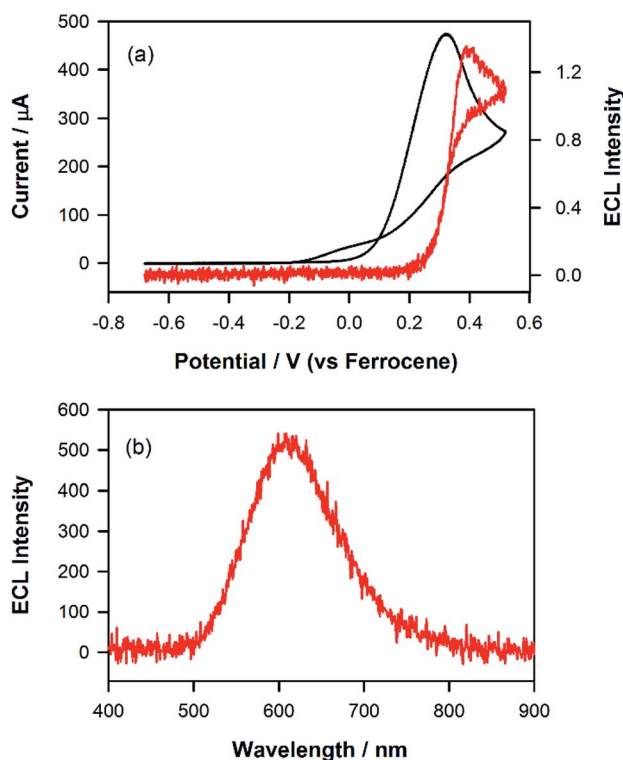 (a)
500
400
300
200
100
0
Current / μA
1.2
0.8
0.4
0.0
ECL Intensity
-0.8 -0.6 -0.4 -0.2 0.0 0.2 0.4 0.6
Potential / V (vs Ferrocene)
(b)
600
500
400
300
200
100
0
ECL Intensity
400 500 600 700 800 900
Wavelength / nm